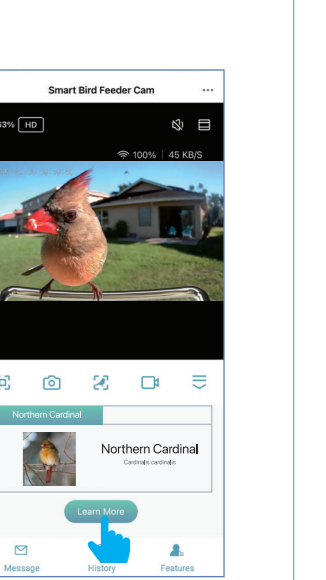 Smart Bird Feeder Cam ...
63% HD
100% | 45 KB/S
Northern Cardinal
Northern Cardinal
Cardinalis cardinalis
Learn More
Message History Features